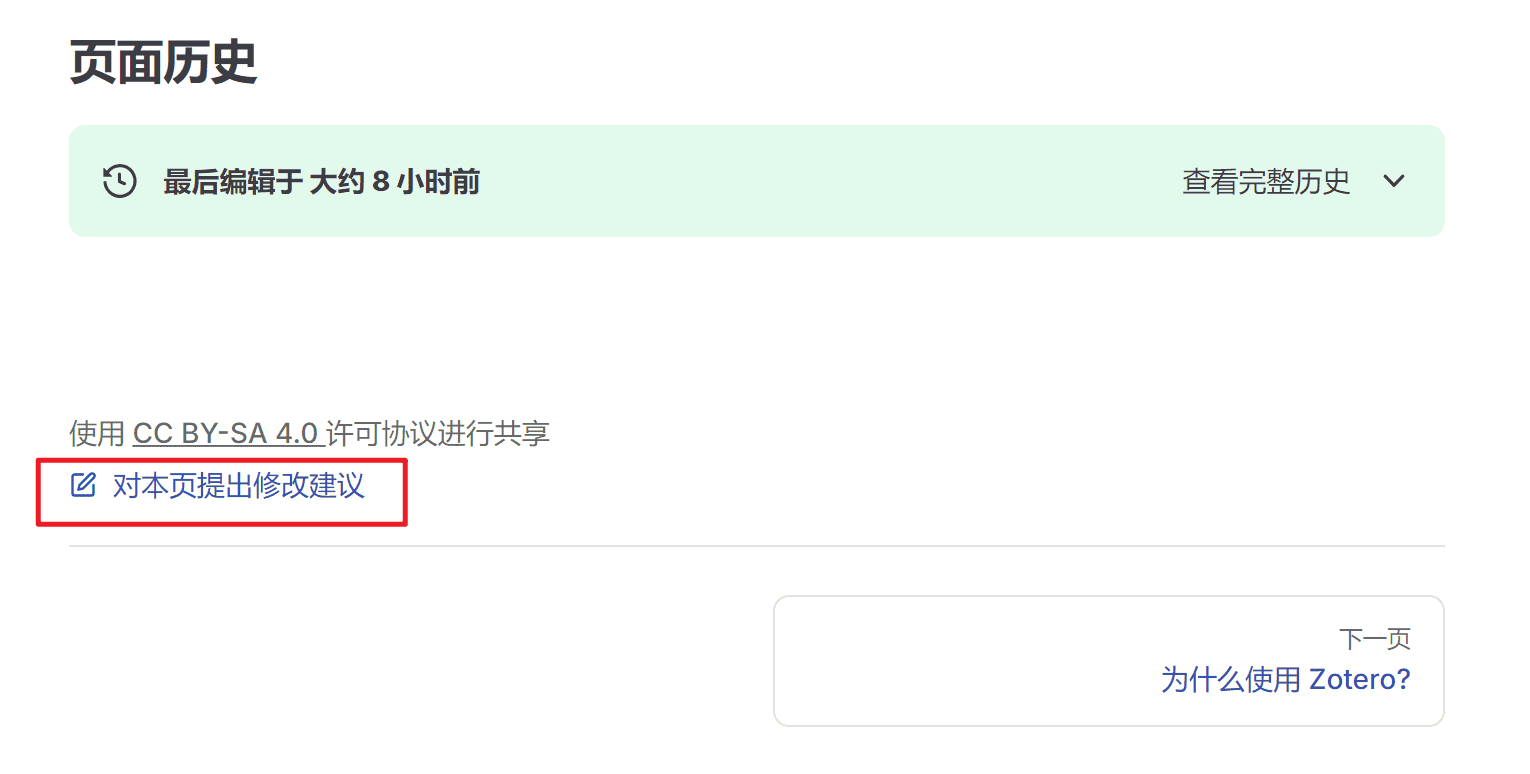 页面历史
最后编辑于 大约 8 小时前
查看完整历史
使用 CC BY-SA 4.0 许可协议进行共享
对本页提出修改建议
下一页
为什么使用 Zotero?